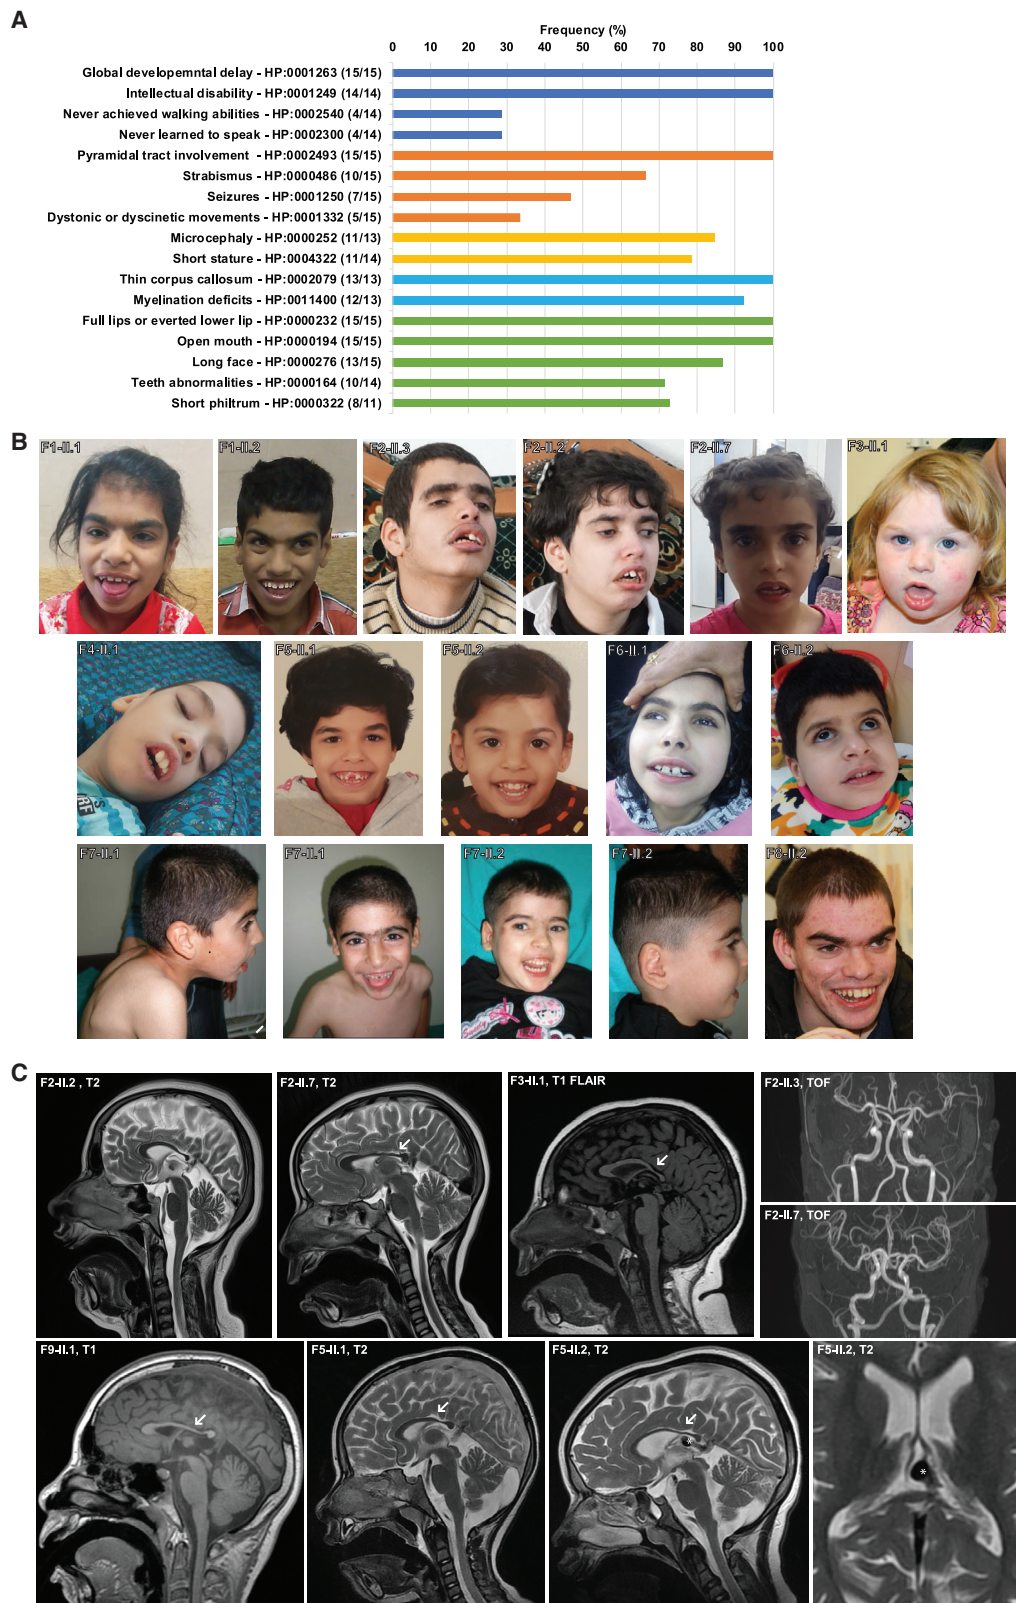 A
Frequency (%)
0 10 20 30 40 50 60 70 80 90 100
Global developemntal delay - HP:0001263 (15/15)
Intellectual disability - HP:0001249 (14/14)
Never achieved walking abilities - HP:0002540 (4/14)
Never learned to speak - HP:0002300 (4/14)
Pyramidal tract involvement - HP:0002493 (15/15)
Strabismus - HP:0000486 (10/15)
Seizures - HP:0001250 (7/15)
Dystonic or dyscinetic movements - HP:0001332 (5/15)
Microcephaly - HP:0000252 (11/13)
Short stature - HP:0004322 (11/14)
Thin corpus callosum - HP:0002079 (13/13)
Myelination deficits - HP:0011400 (12/13)
Full lips or everted lower lip - HP:0000232 (15/15)
Open mouth - HP:0000194 (15/15)
Long face - HP:0000276 (13/15)
Teeth abnormalities - HP:0000164 (10/14)
Short philtrum - HP:0000322 (8/11)
B
F1-II.1 F1-II.2 F2-II.3 F2-II.2 F2-II.7 F3-II.1
F4-II.1 F5-II.1 F5-II.2 F6-II.1 F6-II.2
F7-II.1 F7-II.1 F7-II.2 F7-II.2 F8-II.2
C
F2-II.2 , T2 F2-II.7, T2 F3-II.1, T1 FLAIR F2-II.3, TOF
F2-II.7, TOF
F9-II.1, T1 F5-II.1, T2 F5-II.2, T2 F5-II.2, T2
*
*